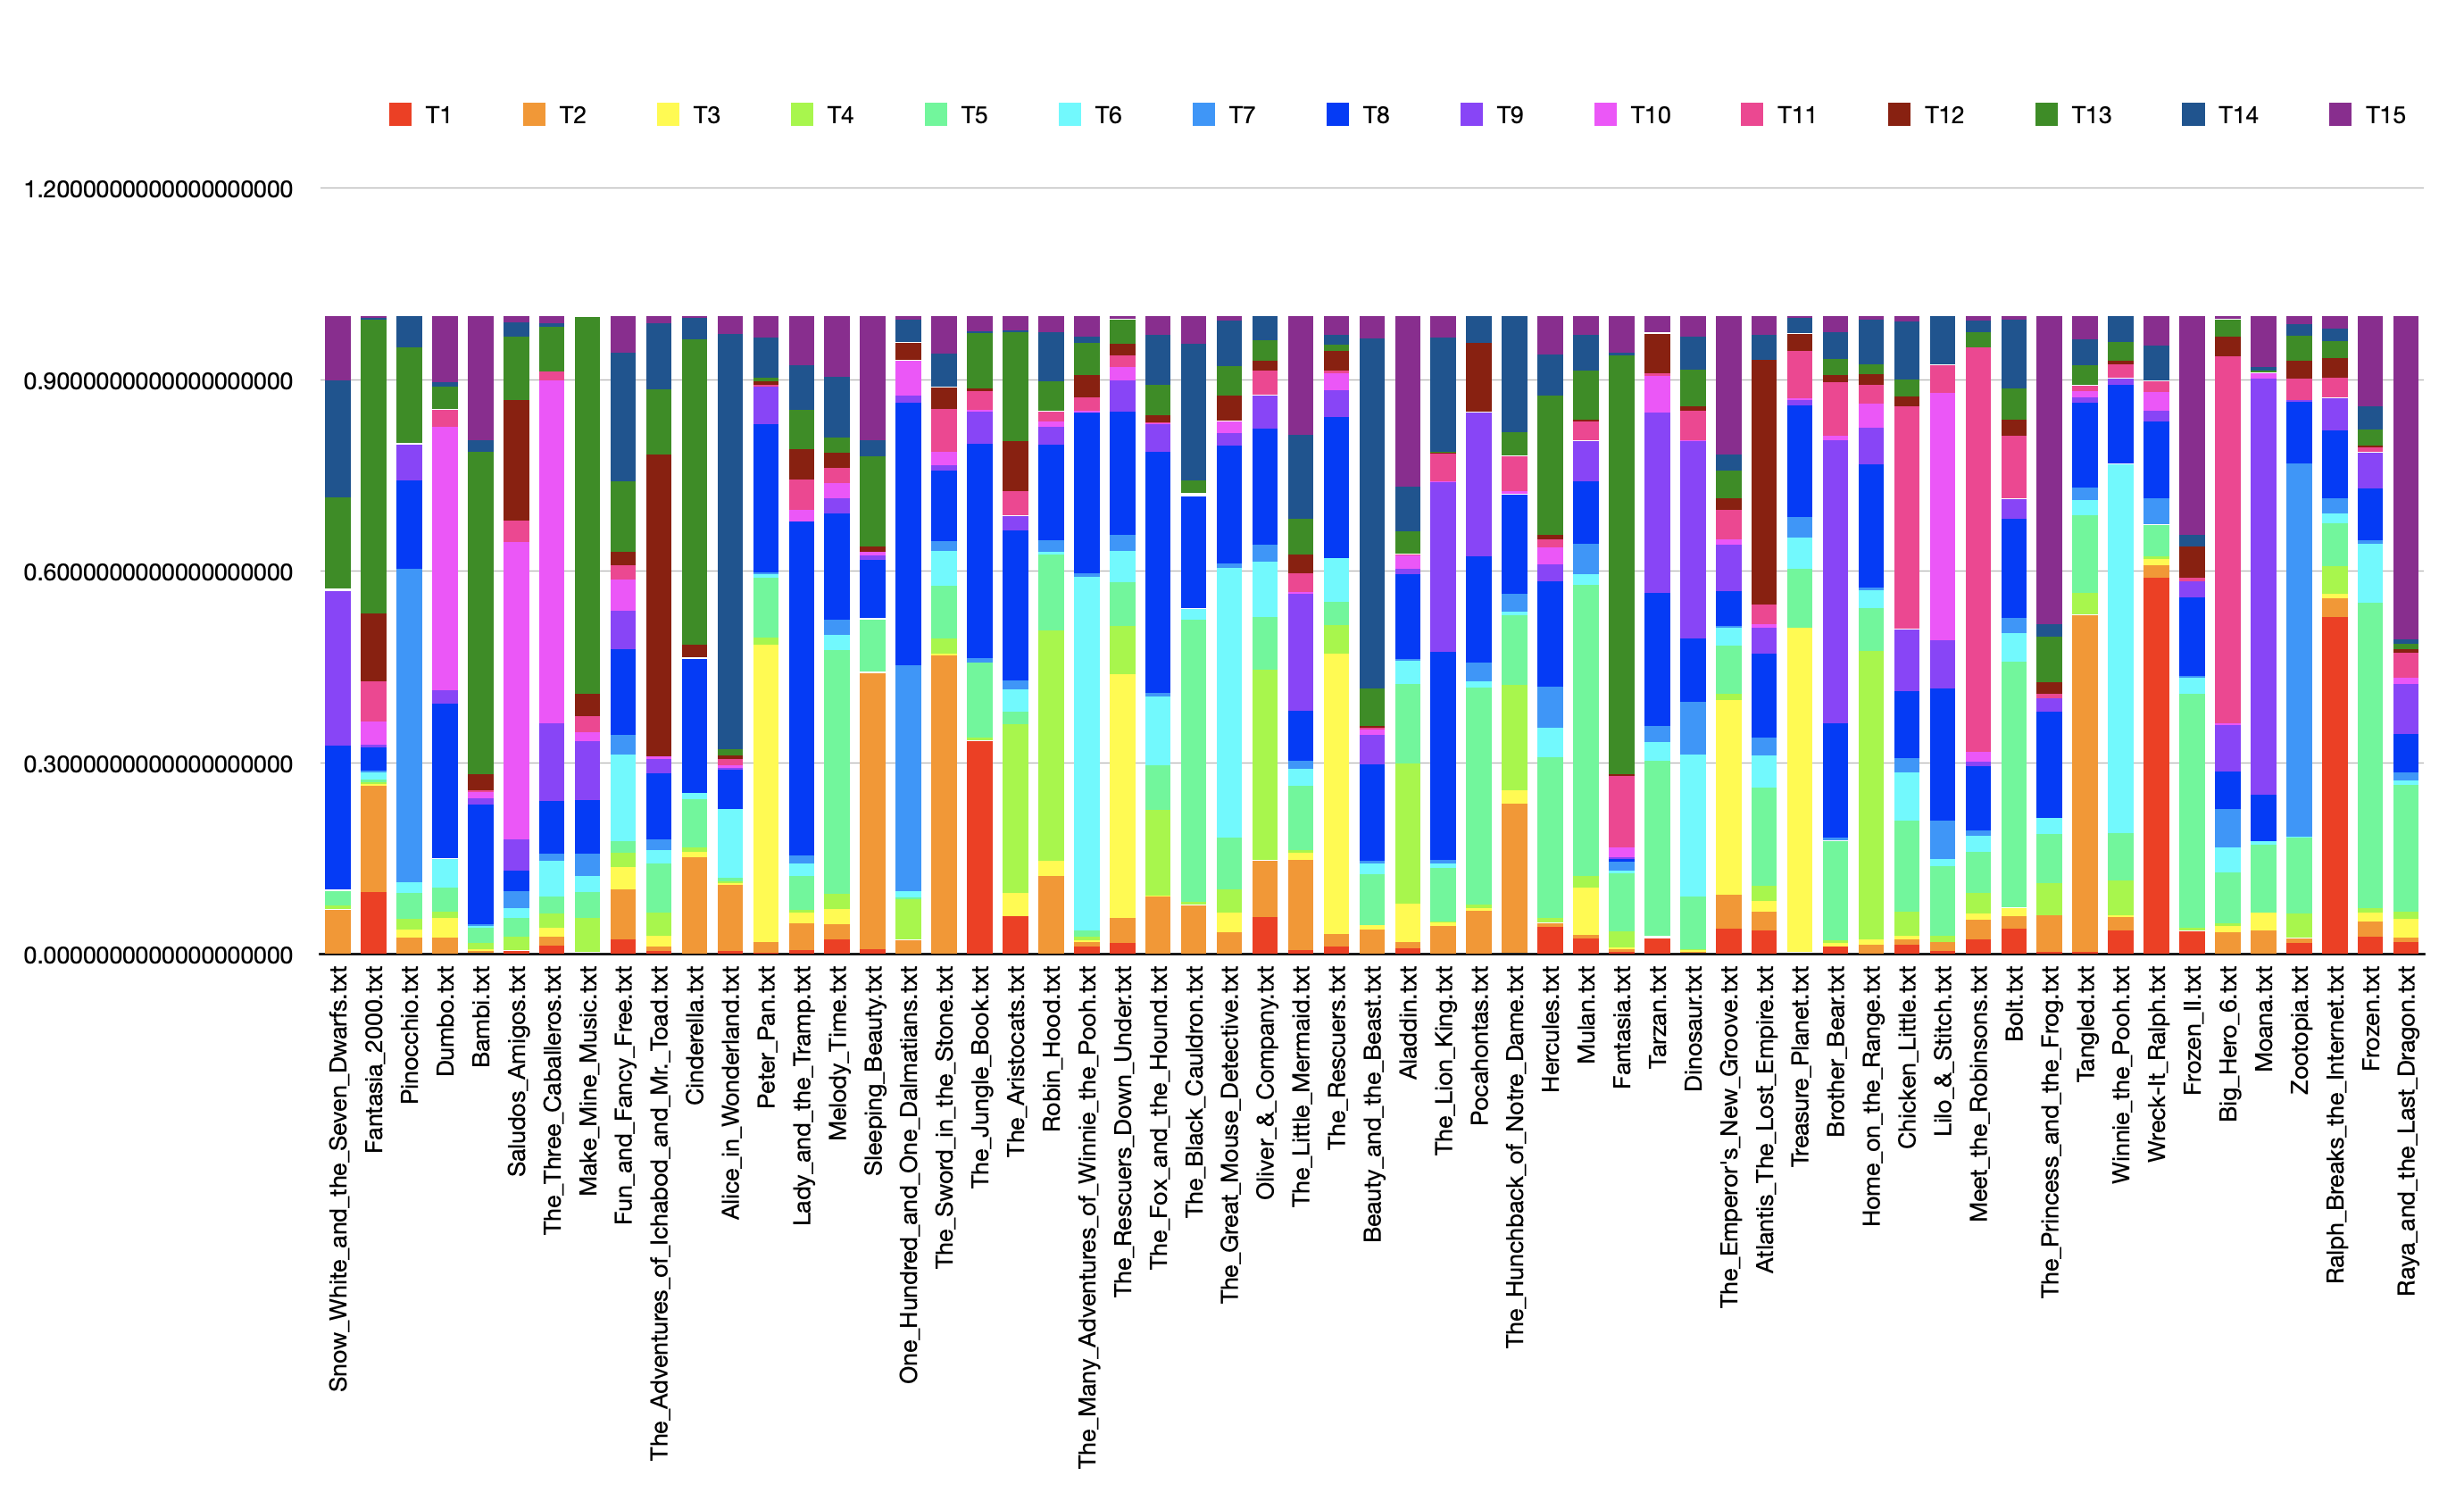 T1 T2 T3 T4 T5 T6 T7 T8 T9 T10 T11 T12 T13 T14 T15
1.20000000000000000000
0.90000000000000000000
0.60000000000000000000
0.30000000000000000000
0.00000000000000000000
Snow_White_and_the_Seven_Dwarfs.txt
Fantasia_2000.txt
Pinocchio.txt
Dumbo.txt
Bambi.txt
Saludos_Amigos.txt
The_Three_Caballeros.txt
Make_Mine_Music.txt
Fun_and_Fancy_Free.txt
The_Adventures_of_Ichabod_and_Mr._Toad.txt
Cinderella.txt
Alice_in_Wonderland.txt
Peter_Pan.txt
Lady_and_the_Tramp.txt
Melody_Time.txt
Sleeping_Beauty.txt
One_Hundred_and_One_Dalmatians.txt
The_Sword_in_the_Stone.txt
The_Jungle_Book.txt
The_Aristocats.txt
Robin_Hood.txt
The_Many_Adventures_of_Winnie_the_Pooh.txt
The_Rescuers_Down_Under.txt
The_Fox_and_the_Hound.txt
The_Black_Cauldron.txt
The_Great_Mouse_Detective.txt
Oliver_&_Company.txt
The_Little_Mermaid.txt
The_Rescuers.txt
Beauty_and_the_Beast.txt
Aladdin.txt
The_Lion_King.txt
Pocahontas.txt
The_Hunchback_of_Notre_Dame.txt
Hercules.txt
Mulan.txt
Fantasia.txt
Tarzan.txt
Dinosaur.txt
The_Emperor's_New_Groove.txt
Atlantis_The_Lost_Empire.txt
Treasure_Planet.txt
Brother_Bear.txt
Home_on_the_Range.txt
Chicken_Little.txt
Lilo_&_Stitch.txt
Meet_the_Robinsons.txt
Bolt.txt
The_Princess_and_the_Frog.txt
Tangled.txt
Winnie_the_Pooh.txt
Wreck-It_Ralph.txt
Frozen_II.txt
Big_Hero_6.txt
Moana.txt
Zootopia.txt
Ralph_Breaks_the_Internet.txt
Frozen.txt
Raya_and_the_Last_Dragon.txt